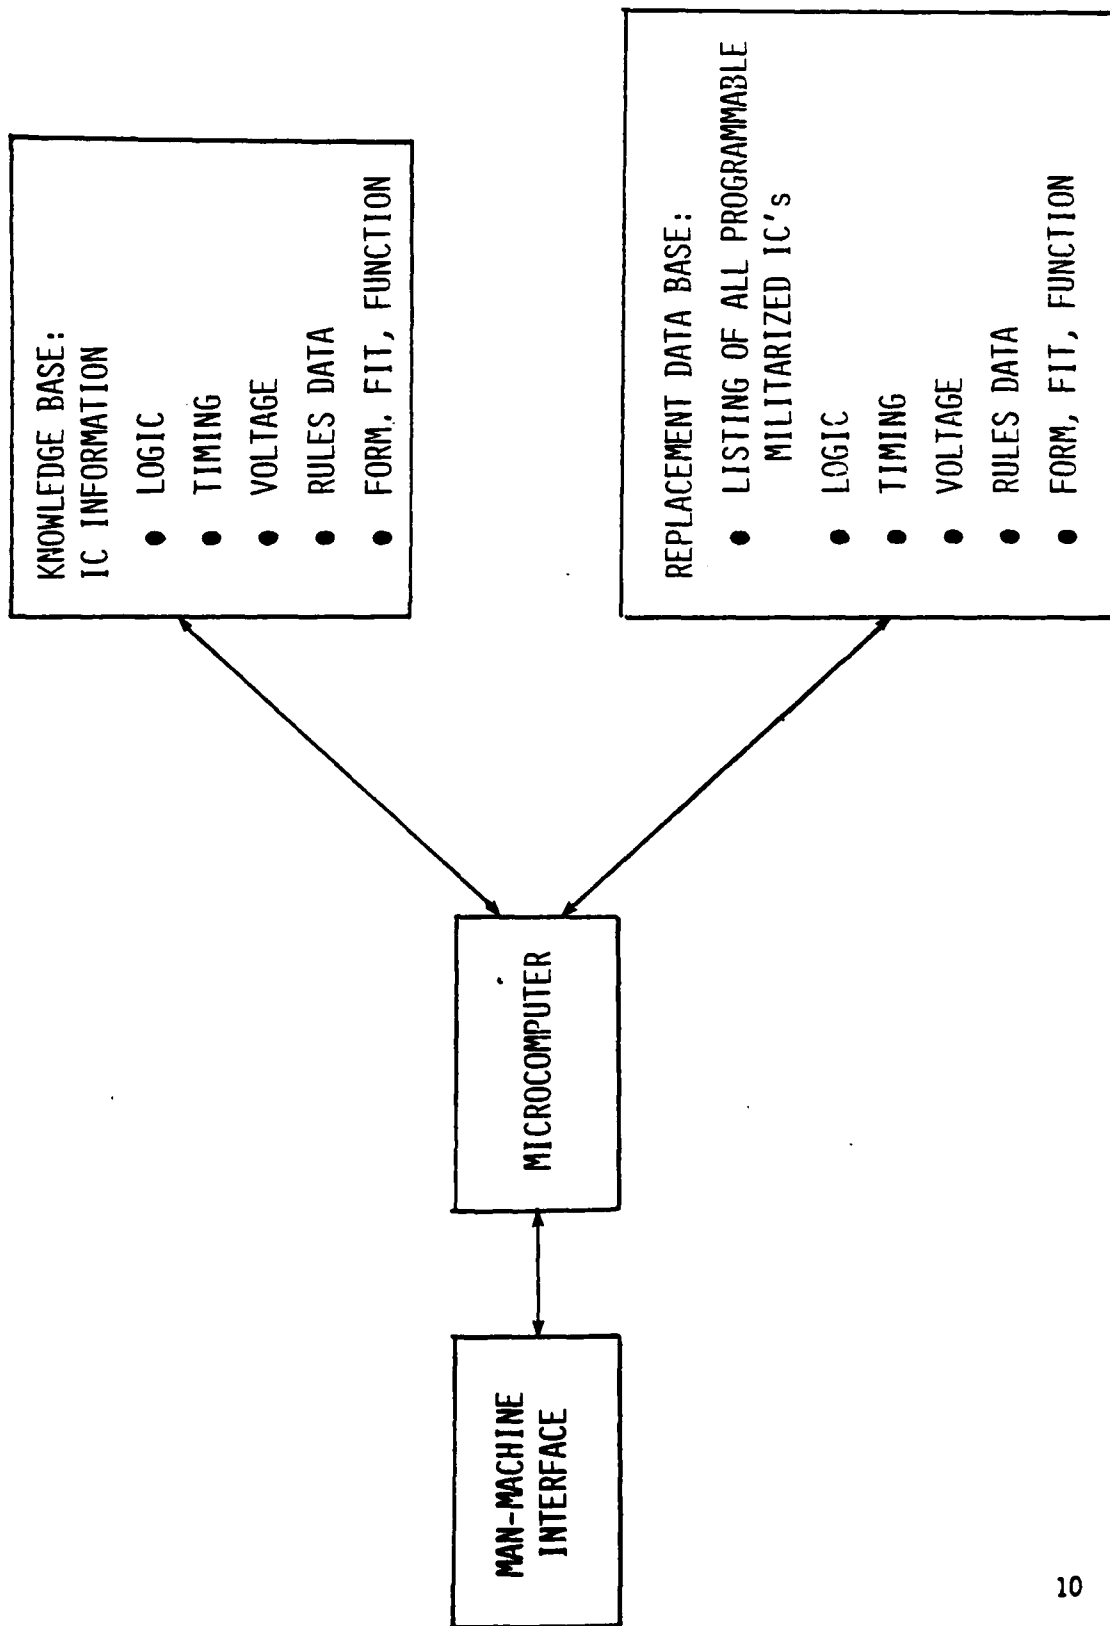 MAN-MACHINE
INTERFACE
MICROCOMPUTER
KNOWLEDGE BASE:
IC INFORMATION
● LOGIC
● TIMING
● VOLTAGE
● RULES DATA
● FORM, FIT, FUNCTION
REPLACEMENT DATA BASE:
● LISTING OF ALL PROGRAMMABLE
MILITARIZED IC's
● LOGIC
● TIMING
● VOLTAGE
● RULES DATA
● FORM, FIT, FUNCTION
10